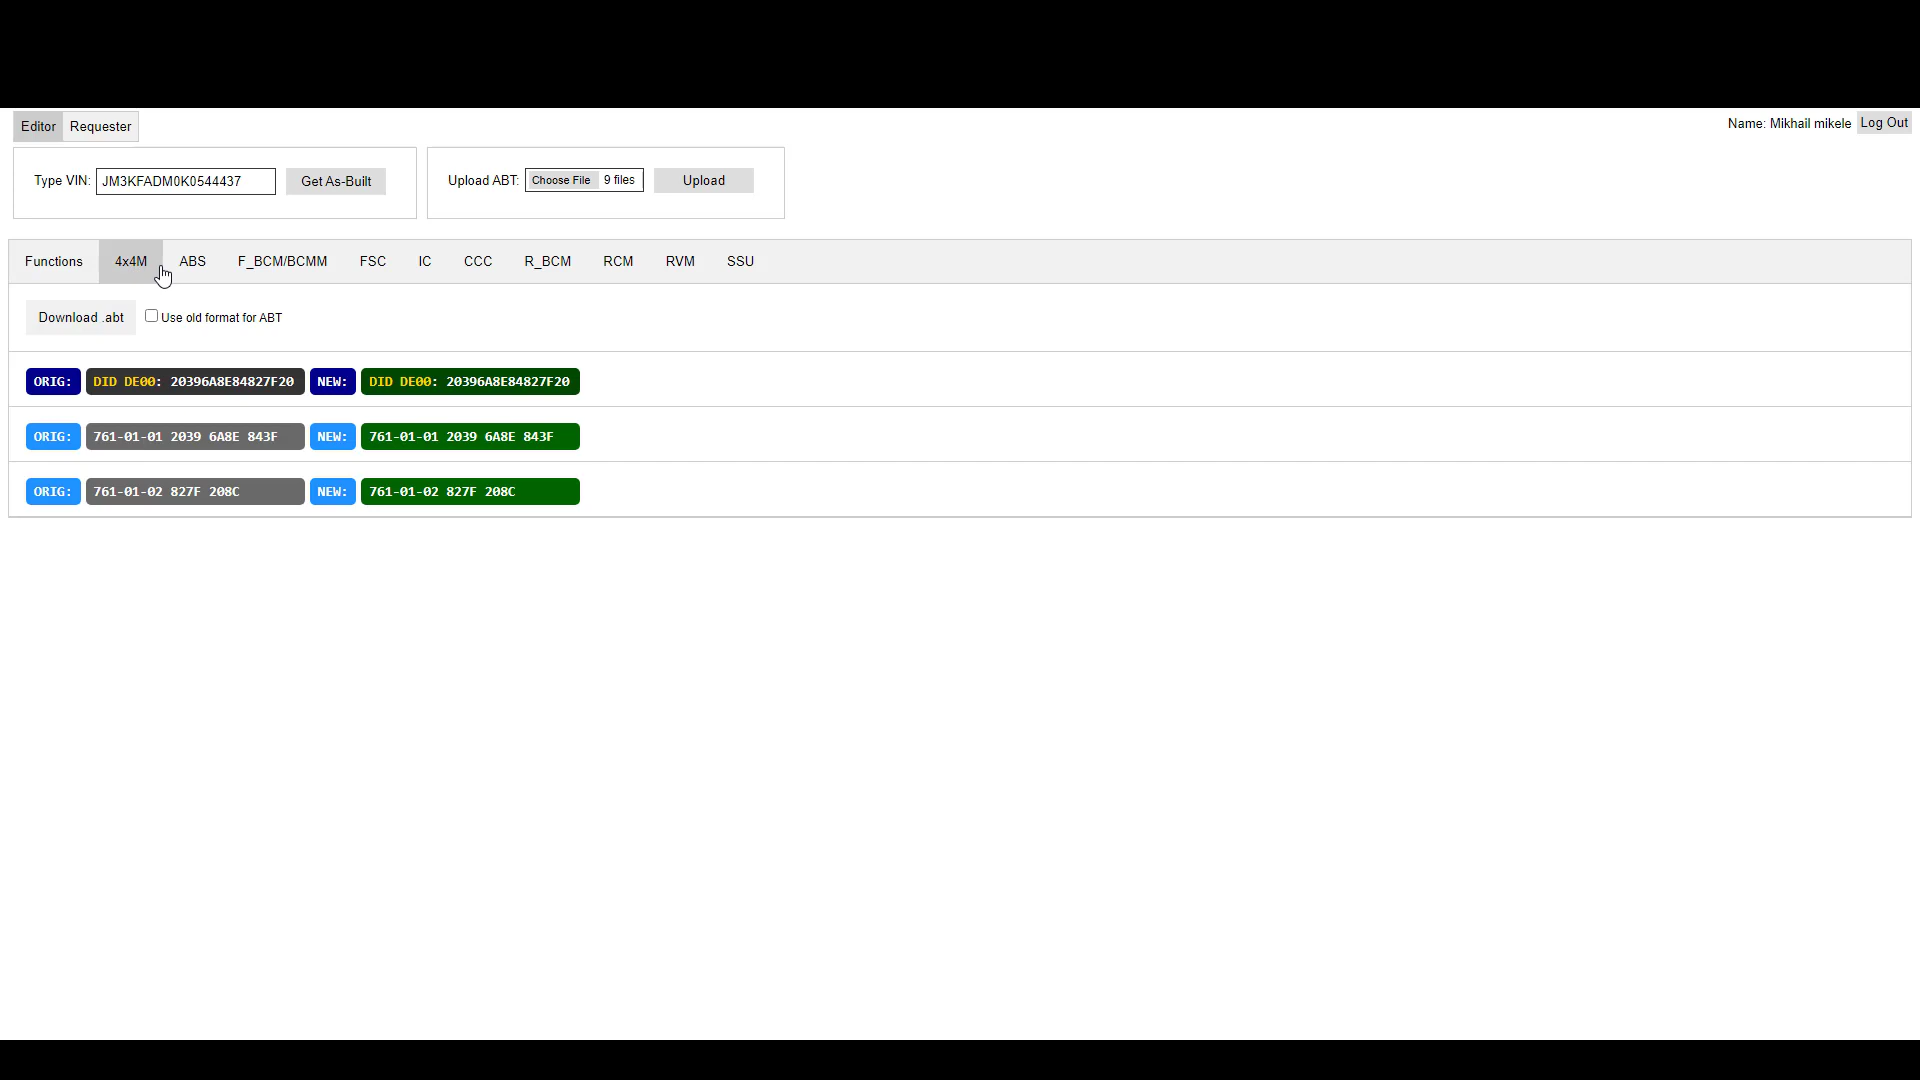 Editor Requester Name: Mikhail mikele Log Out
Type VIN: JM3KFADM0K0544437 Get As-Built Upload ABT: Choose File 9 files Upload
Functions 4x4M ABS F_BCM/BCMM FSC IC CCC R_BCM RCM RVM SSU
Download .abt Use old format for ABT
ORIG: DID DE00: 20396A8E84827F20 NEW: DID DE00: 20396A8E84827F20
ORIG: 761-01-01 2039 6A8E 843F NEW: 761-01-01 2039 6A8E 843F
ORIG: 761-01-02 827F 208C NEW: 761-01-02 827F 208C